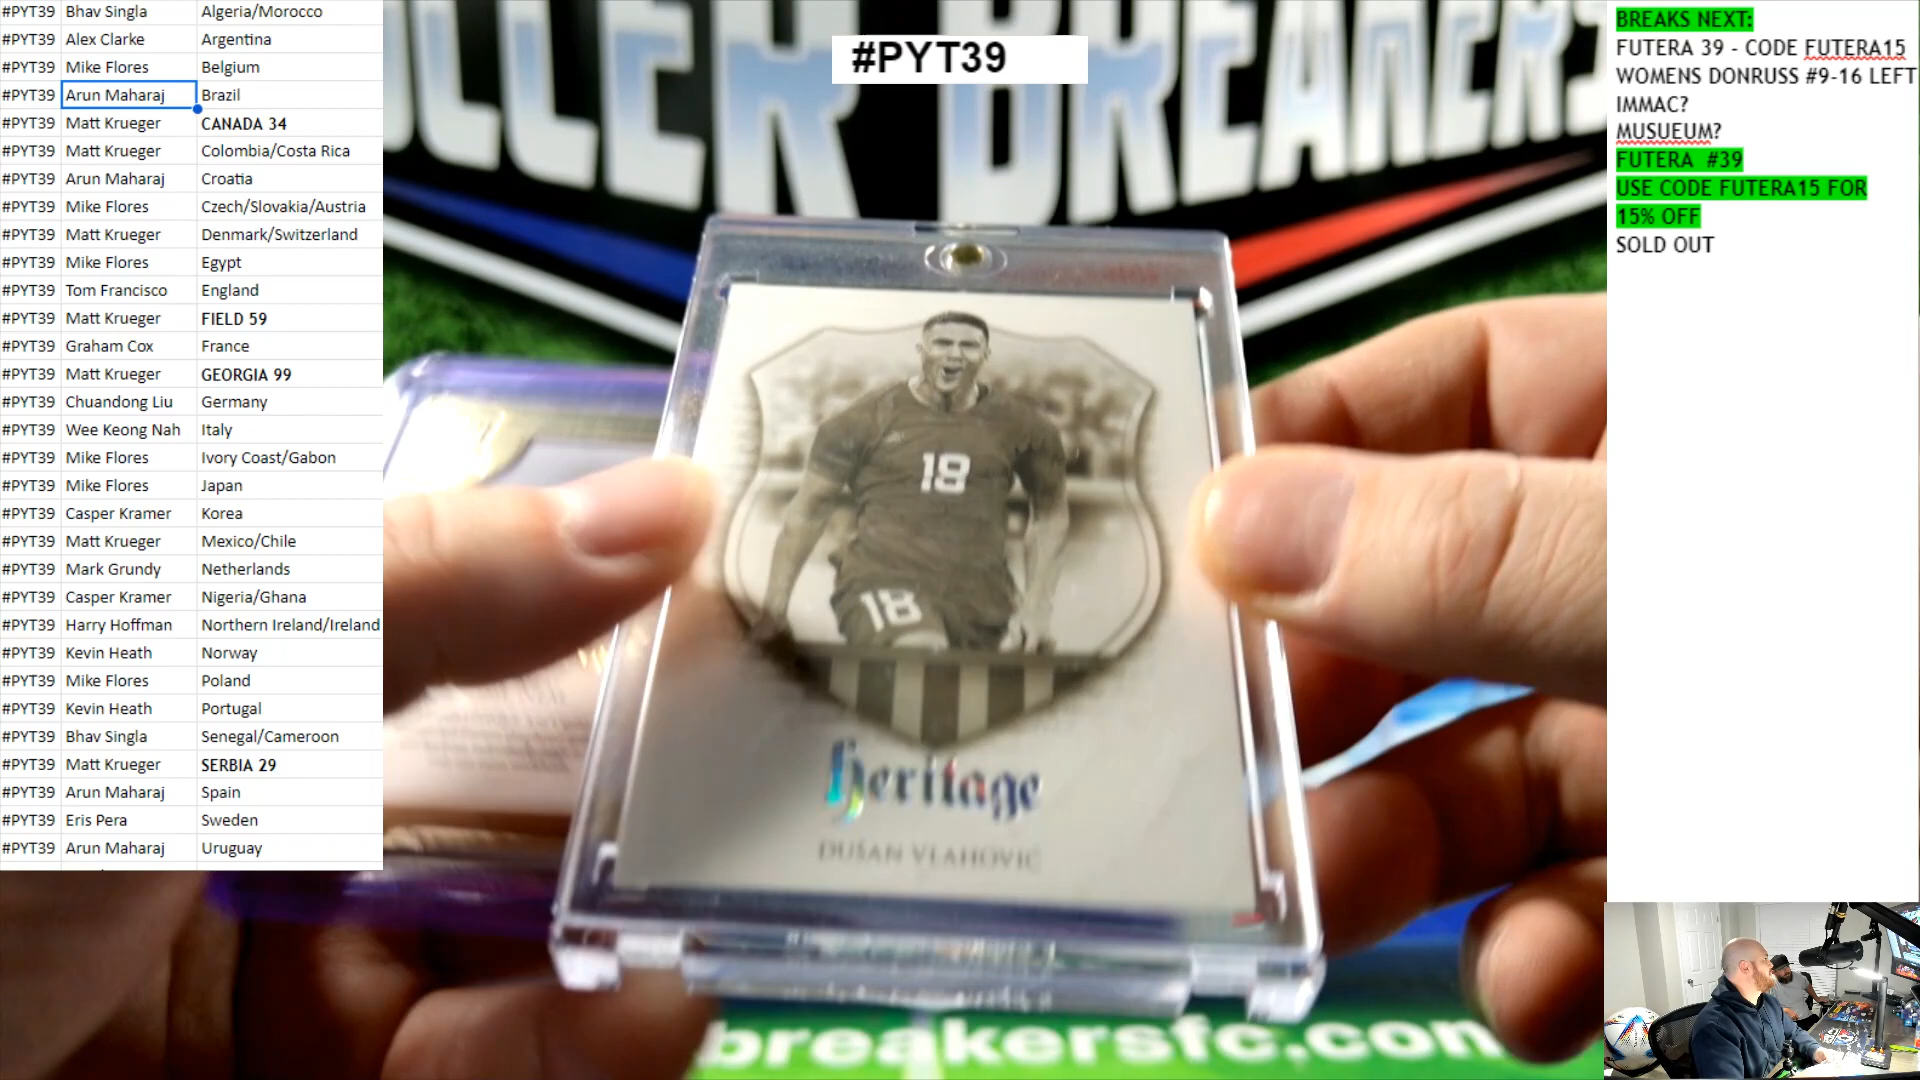 #PYT39 Bhav Singla Algeria/Morocco
#PYT39 Alex Clarke Argentina
#PYT39 Mike Flores Belgium
#PYT39 Arun Maharaj Brazil
#PYT39 Matt Krueger CANADA 34
#PYT39 Matt Krueger Colombia/Costa Rica
#PYT39 Arun Maharaj Croatia
#PYT39 Mike Flores Czech/Slovakia/Austria
#PYT39 Matt Krueger Denmark/Switzerland
#PYT39 Mike Flores Egypt
#PYT39 Tom Francisco England
#PYT39 Matt Krueger FIELD 59
#PYT39 Graham Cox France
#PYT39 Matt Krueger GEORGIA 99
#PYT39 Chuandong Liu Germany
#PYT39 Wee Keong Nah Italy
#PYT39 Mike Flores Ivory Coast/Gabon
#PYT39 Mike Flores Japan
#PYT39 Casper Kramer Korea
#PYT39 Matt Krueger Mexico/Chile
#PYT39 Mark Grundy Netherlands
#PYT39 Casper Kramer Nigeria/Ghana
#PYT39 Harry Hoffman Northern Ireland/Ireland
#PYT39 Kevin Heath Norway
#PYT39 Mike Flores Poland
#PYT39 Kevin Heath Portugal
#PYT39 Bhav Singla Senegal/Cameroon
#PYT39 Matt Krueger SERBIA 29
#PYT39 Arun Maharaj Spain
#PYT39 Eris Pera Sweden
#PYT39 Arun Maharaj Uruguay
#PYT39
BREAKERS
18
18
heritage
DUŠAN VLAHOVIĆ
breakersfc.com
BREAKS NEXT:
FUTERA 39 - CODE FUTERA15
WOMENS DONRUSS #9-16 LEFT
IMMAC?
MUSUEUM?
FUTERA #39
USE CODE FUTERA15 FOR
15% OFF
SOLD OUT